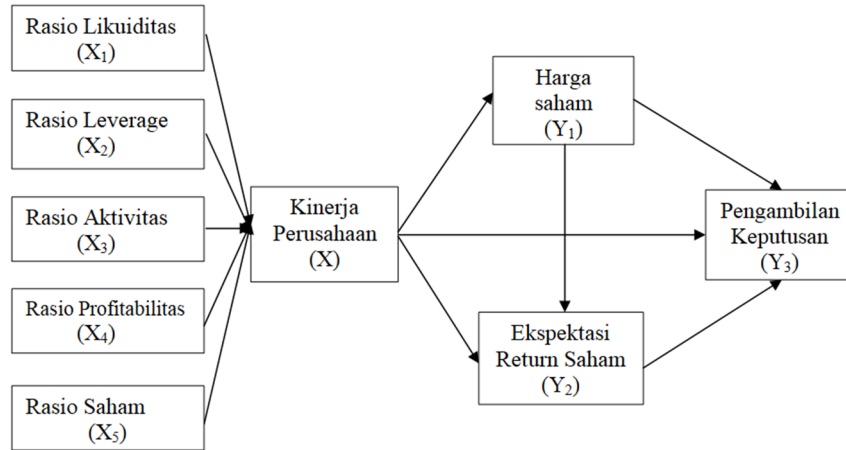 Rasio Likuiditas
(X₁)
Rasio Leverage
(X₂)
Rasio Aktivitas
(X₃)
Rasio Profitabilitas
(X₄)
Rasio Saham
(X₅)
Kinerja
Perusahaan
(X)
Harga
saham
(Y₁)
Ekspektasi
Return Saham
(Y₂)
Pengambilan
Keputusan
(Y₃)